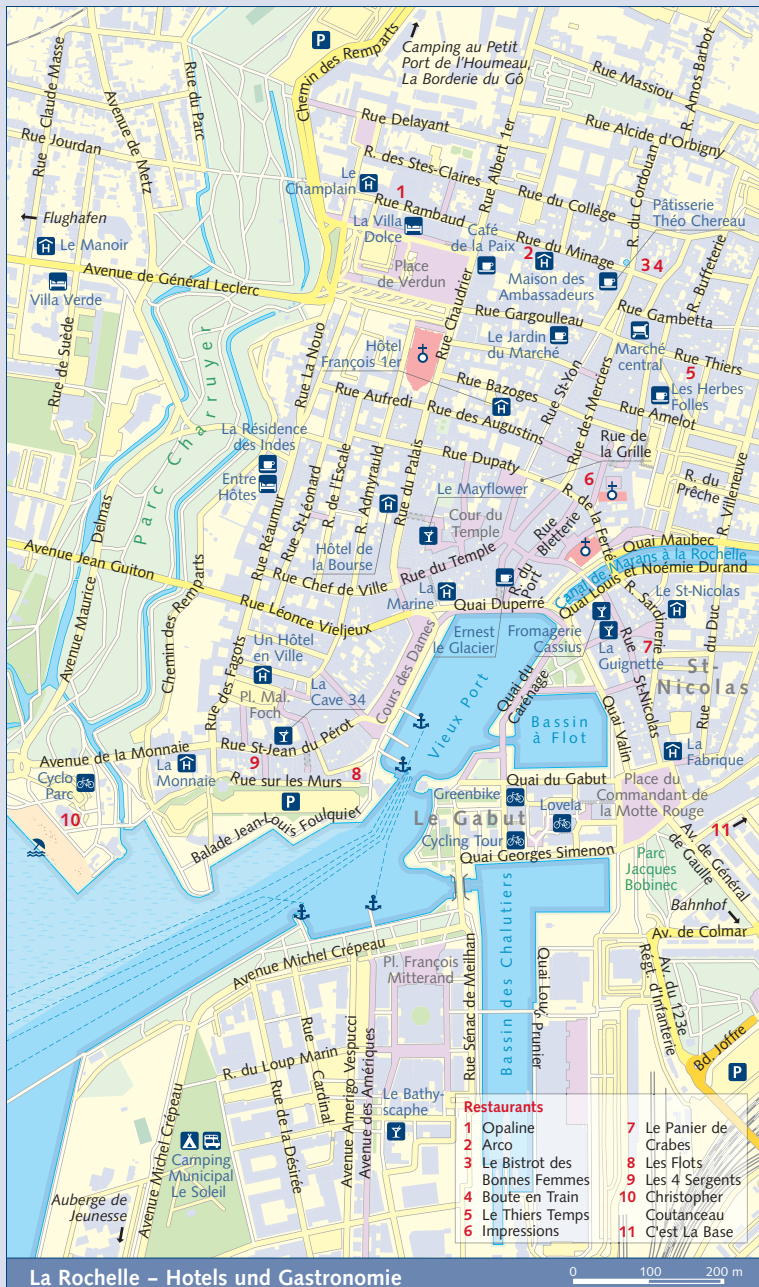 P
Camping au Petit
Port de l'Houmeau,
La Borderie du Gô
Chemin des Remparts
Rue Claude Masse
Avenue de Metz
Rue du Parc
Rue Jourdan
Rue Massiou
R. Amos Barbot
Rue Alcide d'Orbigny
Rue Delayant
Rue Albert 1er
R. des Stes-Claires
R. du Cordouan
Le
Champlain
H
1
Rue Rambaud
Rue du Collège
Pâtisserie
Théo Chereau
Flughafen
La Villa
Dolce
Café
de la Paix
Rue du Minage
2
H
3 4
R. Buffeterie
H
Le Manoir
Place
de Verdun
Maison des
Ambassadeurs
Villa Verde
Avenue de Général Leclerc
Rue Chaudrier
Rue Gargoulleau
Rue Gambetta
Rue de Suède
Parc Charruyer
Rue La Nouo
Hôtel
François 1er
Le Jardin
du Marché
Marché
central
Rue Thiers
5
Rue St-Yon
Rue des Merciers
Rue Bazoges
Rue Aufredi
H
Rue des Augustins
Les Herbes
Folles
Rue Amelot
La Résidence
des Indes
Rue de
la Grille
Rue Dupaty
Entre
Hôtes
R. de l'Escale
R. Admyrauld
Rue du Palais
Le Mayflower
6
R. du
Prêche
R. Villeneuve
Delmas
Rue Réaumur
Rue St-Léonard
H
Cour du
Temple
Rue
Bletterie
R. de la Ferté
Hôtel de
la Bourse
Quai Maubec
Avenue Jean Guiton
Rue du Temple
R. du
Port
Canal de Marans à la Rochelle
Quai Louis et Noémie Durand
Rue Chef de Ville
La
Marine
H
Quai Duperré
R. Sardinerie
Le St-Nicolas
H
Rue Léonce Vieljeux
Avenue Maurice
Chemin des Remparts
Rue des Fagots
Un Hôtel
en Ville
H
Cours des Dames
Ernest
le Glacier
Fromagerie
Cassius
La
Guignette
Rue
St-Nicolas
7
Rue
du Duc
St-
Nicolas
La
Cave 34
Pl. Mal.
Foch
Vieux Port
Quai du
Carénage
Bassin
à Flot
Quai Valin
Avenue de la Monnaie
Rue St-Jean du Pérot
La
Monnaie
H
9
Rue sur les Murs
8
H
La
Fabrique
Cyclo
Parc
10
P
Balade Jean-Louis Foulquier
Quai du Gabut
Greenbike
Lovela
Place du
Commandant de
la Motte Rouge
Le Gabut
Cycling Tour
11
Quai Georges Simenon
Av. de Général
de Gaulle
Parc
Jacques
Bobinec
Bahnhof
Av. de Colmar
Avenue Michel Crépeau
Pl. François
Mitterand
Rue Sénac de Meilhan
Bassin des Chalutiers
Quai Louis Prunier
Av. du 123e
Régt. d'Infanterie
Bd. Joffre
P
R. du Loup Marin
Rue
Cardinal
Rue de la Désirée
Avenue Amerigo Vespucci
Avenue des Amériques
Le Bathy-
scaphe
Avenue Michel Crépeau
Camping
Municipal
Le Soleil
Auberge de
Jeunesse
Restaurants
1 Opaline
2 Arco
3 Le Bistrot des
Bonnes Femmes
4 Boute en Train
5 Le Thiers Temps
6 Impressions
7 Le Panier de
Crabes
8 Les Flots
9 Les 4 Sergents
10 Christopher
Coutanceau
11 C'est La Base
La Rochelle – Hotels und Gastronomie
0 100 200 m